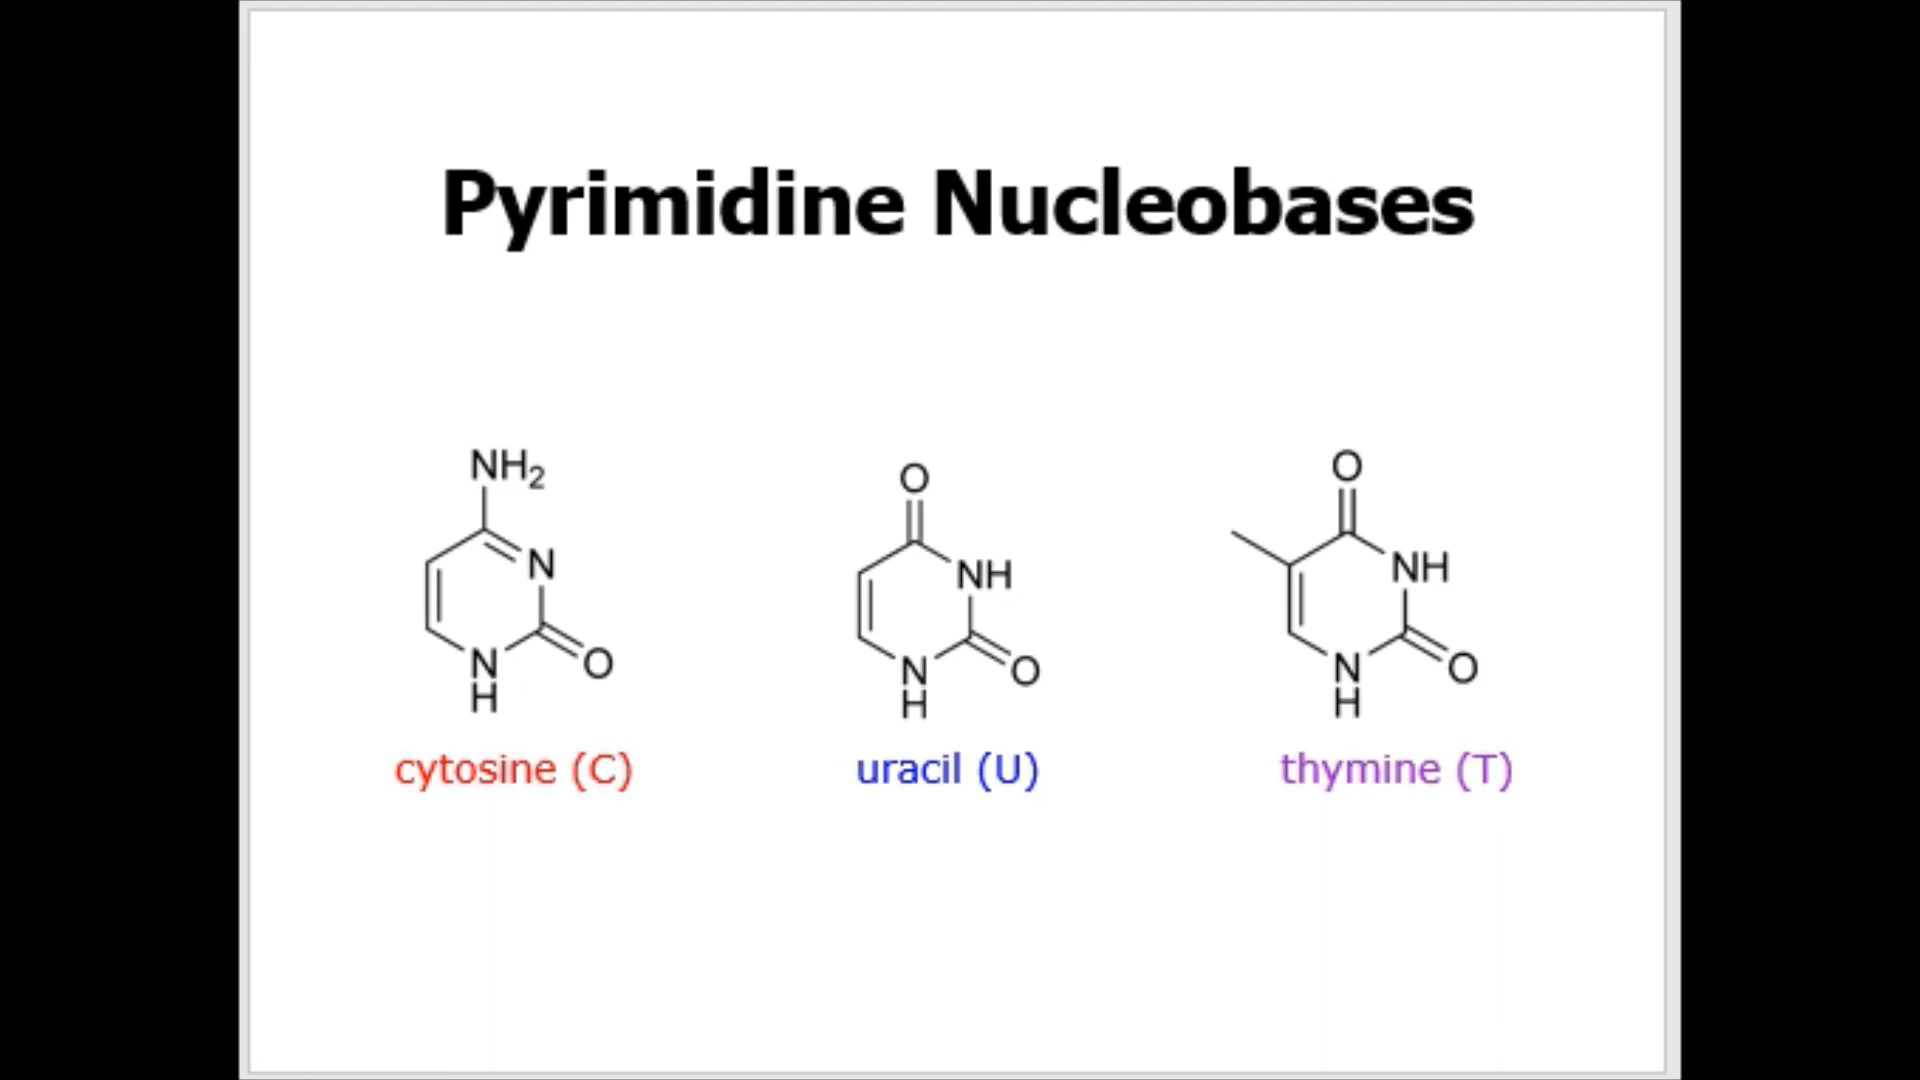 Pyrimidine Nucleobases
NH2
N
N
H
O
cytosine (C)
O
NH
N
H
O
uracil (U)
O
NH
N
H
O
thymine (T)